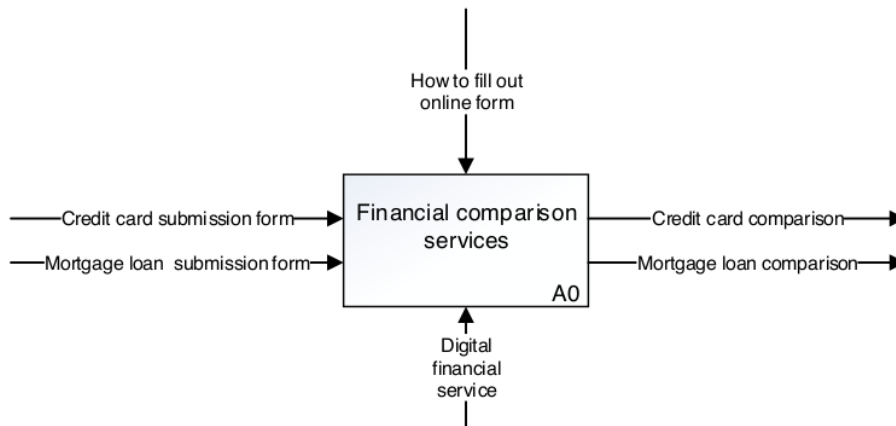 How to fill out
online form
Credit card submission form
Financial comparison
services
Credit card comparison
Mortgage loan submission form
Mortgage loan comparison
A0
Digital
financial
service